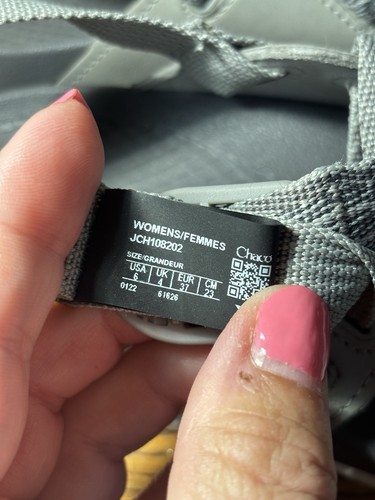 WOMENS/FEMMES
JCH108202
Chaco
SIZE/GRANDEUR
USA UK EUR CM
6 4 37 23
0122 61626